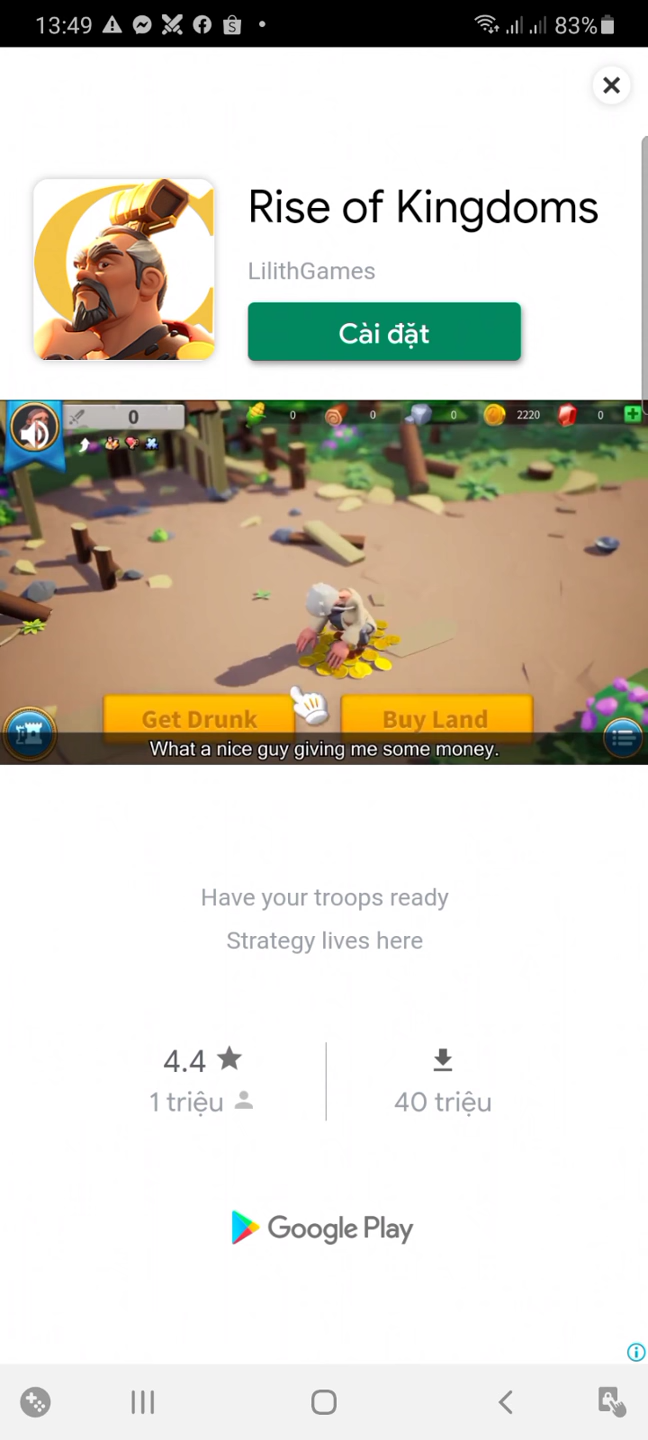 13:49
83%
Rise of Kingdoms
LilithGames
Cài đặt
0
0
0
0
2220
0
Get Drunk
Buy Land
What a nice guy giving me some money.
Have your troops ready
Strategy lives here
4.4
1 triệu
40 triệu
Google Play